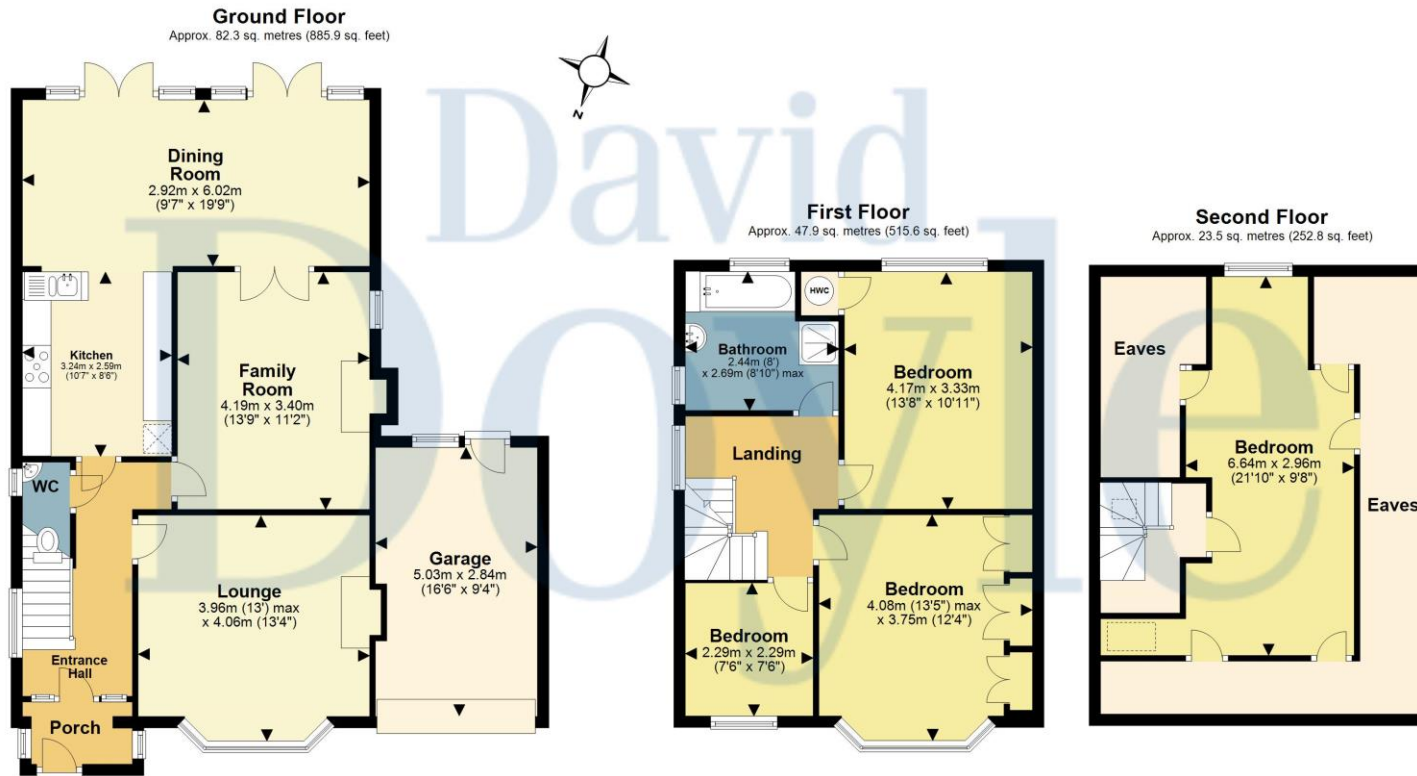 Ground Floor
Approx. 82.3 sq. metres (885.9 sq. feet)
Dining
Room
2.92m x 6.02m
(9'7" x 19'9")
Kitchen
3.24m x 2.59m
(10'7" x 8'6")
Family
Room
4.19m x 3.40m
(13'9" x 11'2")
WC
Lounge
3.96m (13') max
x 4.06m (13'4")
Garage
5.03m x 2.84m
(16'6" x 9'4")
Entrance
Hall
Porch
N
David
Doyle
First Floor
Approx. 47.9 sq. metres (515.6 sq. feet)
HWC
Bathroom
2.44m (8')
x 2.69m (8'10") max
Bedroom
4.17m x 3.33m
(13'8" x 10'11")
Landing
Bedroom
4.08m (13'5") max
x 3.75m (12'4")
Bedroom
2.29m x 2.29m
(7'6" x 7'6")
Second Floor
Approx. 23.5 sq. metres (252.8 sq. feet)
Eaves
Bedroom
6.64m x 2.96m
(21'10" x 9'8")
Eaves